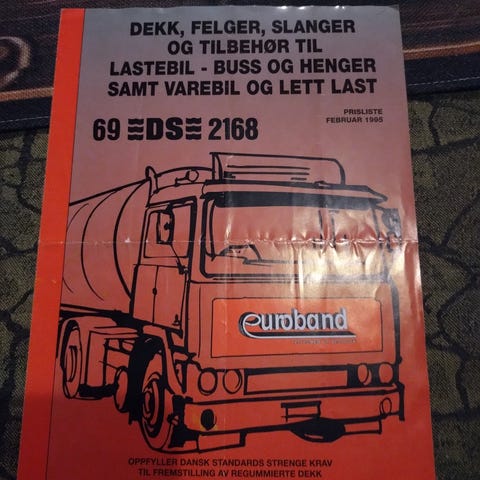 DEKK, FELGER, SLANGER
OG TILBEHØR TIL
LASTEBIL - BUSS OG HENGER
SAMT VAREBIL OG LETT LAST
PRISLISTE
FEBRUAR 1995
69 DS 2168
euroband
OPPFYLLER DANSK STANDARDS STRENGE KRAV
TIL FREMSTILLING AV REGUMMIERTE DEKK